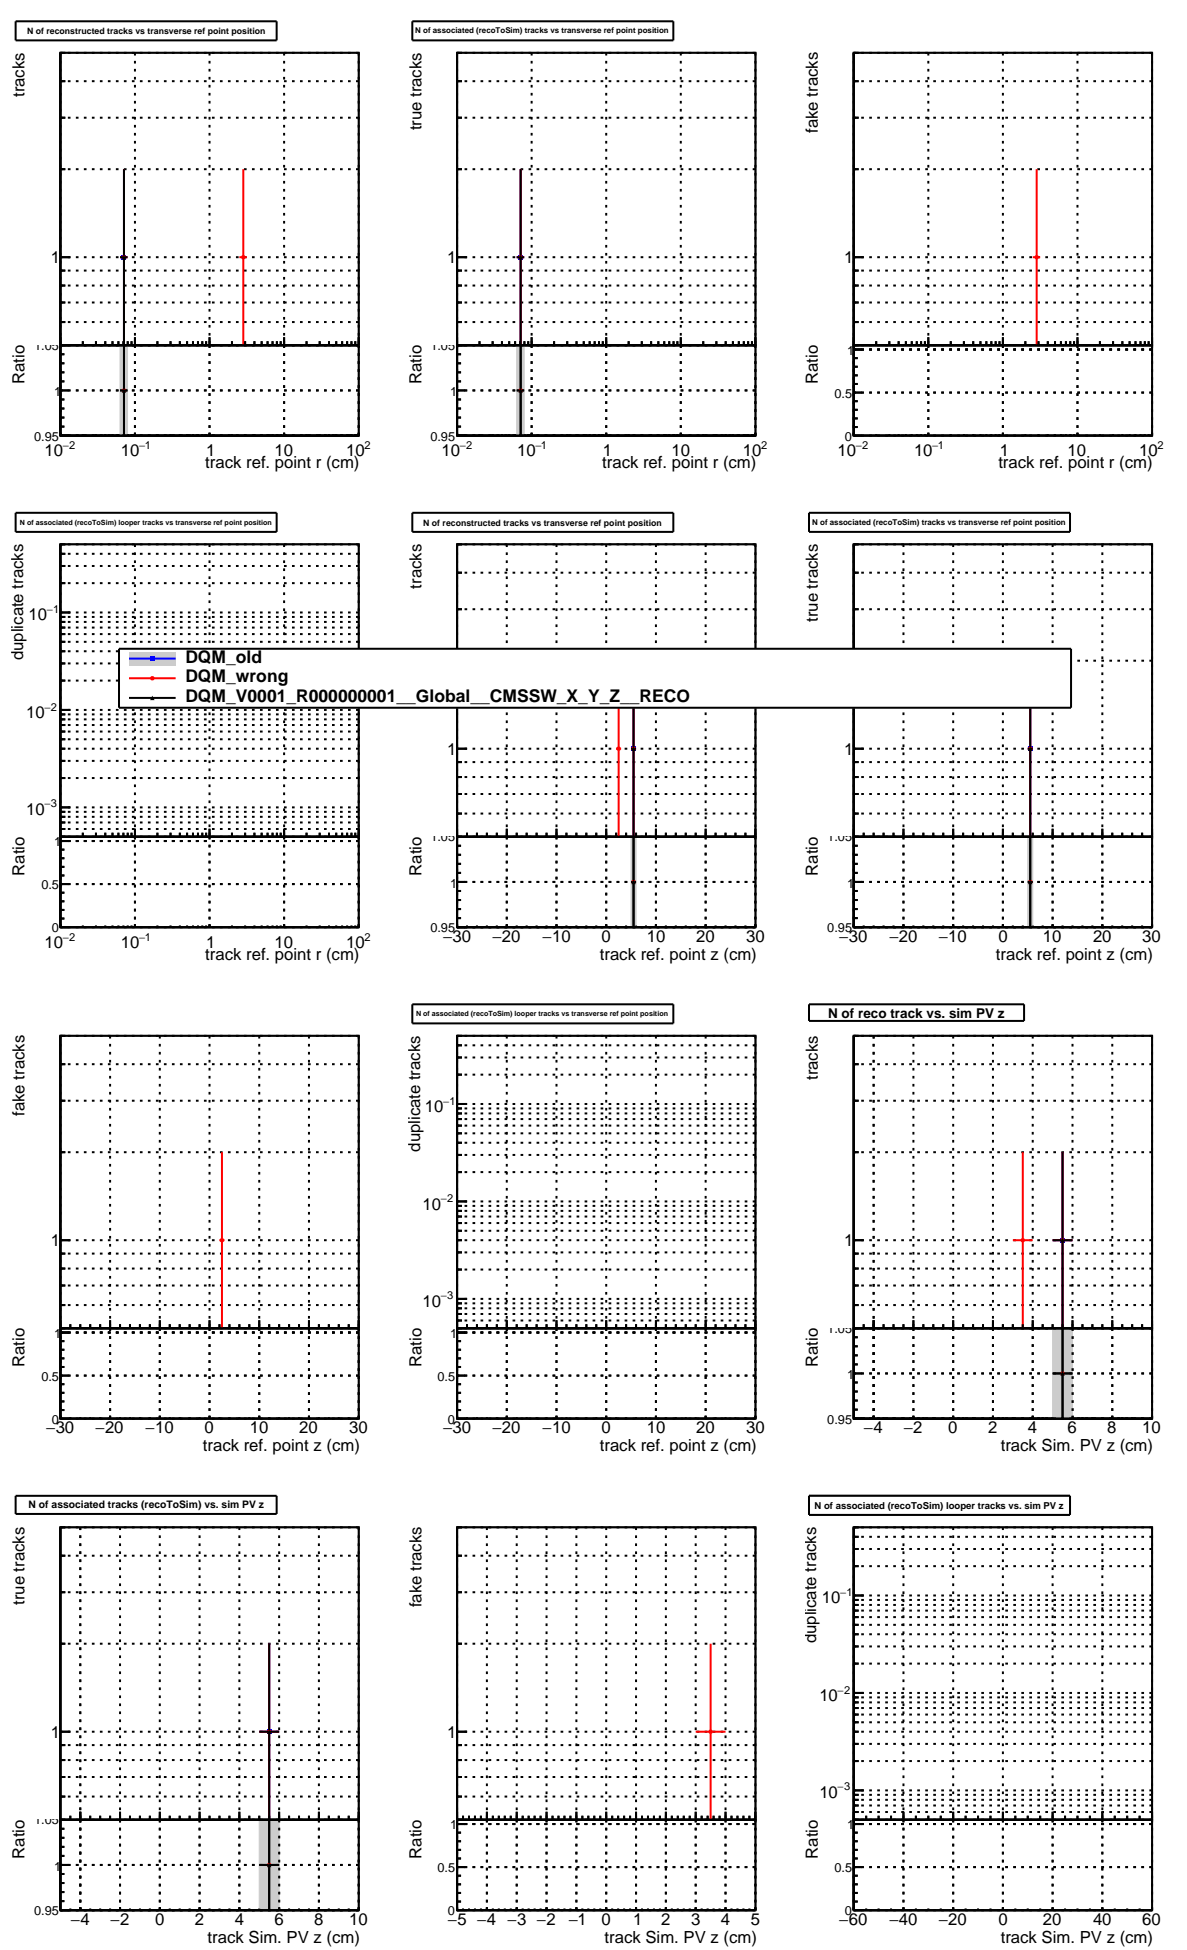 N of reconstructed tracks vs transverse ref point position
N of associated (recoToSim) tracks vs transverse ref point position
tracks
true tracks
fake tracks
1
1
1
1.05
1.05
1
Ratio
Ratio
Ratio
1
1
0.5
0.95
0.95
0
10⁻² 10⁻¹ 1 10 10²
10⁻² 10⁻¹ 1 10 10²
10⁻² 10⁻¹ 1 10 10²
track ref. point r (cm)
track ref. point r (cm)
track ref. point r (cm)
N of associated (recoToSim) looper tracks vs transverse ref point position
N of reconstructed tracks vs transverse ref point position
N of associated (recoToSim) tracks vs transverse ref point position
duplicate tracks
tracks
true tracks
10⁻¹
DQM_old
DQM_wrong
DQM_V0001_R000000001__Global__CMSSW_X_Y_Z__RECO
10⁻²
1
1
10⁻³
1
1.05
1.05
Ratio
Ratio
Ratio
0.5
1
1
0
0.95
0.95
10⁻² 10⁻¹ 1 10 10²
−30 −20 −10 0 10 20 30
−30 −20 −10 0 10 20 30
track ref. point r (cm)
track ref. point z (cm)
track ref. point z (cm)
N of associated (recoToSim) looper tracks vs transverse ref point position
N of reco track vs. sim PV z
fake tracks
duplicate tracks
tracks
10⁻¹
10⁻²
1
1
10⁻³
1
1
1.05
Ratio
Ratio
Ratio
0.5
0.5
1
0
0
0.95
−30 −20 −10 0 10 20 30
−30 −20 −10 0 10 20 30
−4 −2 0 2 4 6 8 10
track ref. point z (cm)
track ref. point z (cm)
track Sim. PV z (cm)
N of associated tracks (recoToSim) vs. sim PV z
N of associated (recoToSim) looper tracks vs. sim PV z
true tracks
fake tracks
duplicate tracks
10⁻¹
10⁻²
1
1
10⁻³
1.05
1
1
Ratio
Ratio
Ratio
1
0.5
0.5
0.95
0
0
−4 −2 0 2 4 6 8 10
−5 −4 −3 −2 −1 0 1 2 3 4 5
−60 −40 −20 0 20 40 60
track Sim. PV z (cm)
track Sim. PV z (cm)
track Sim. PV z (cm)